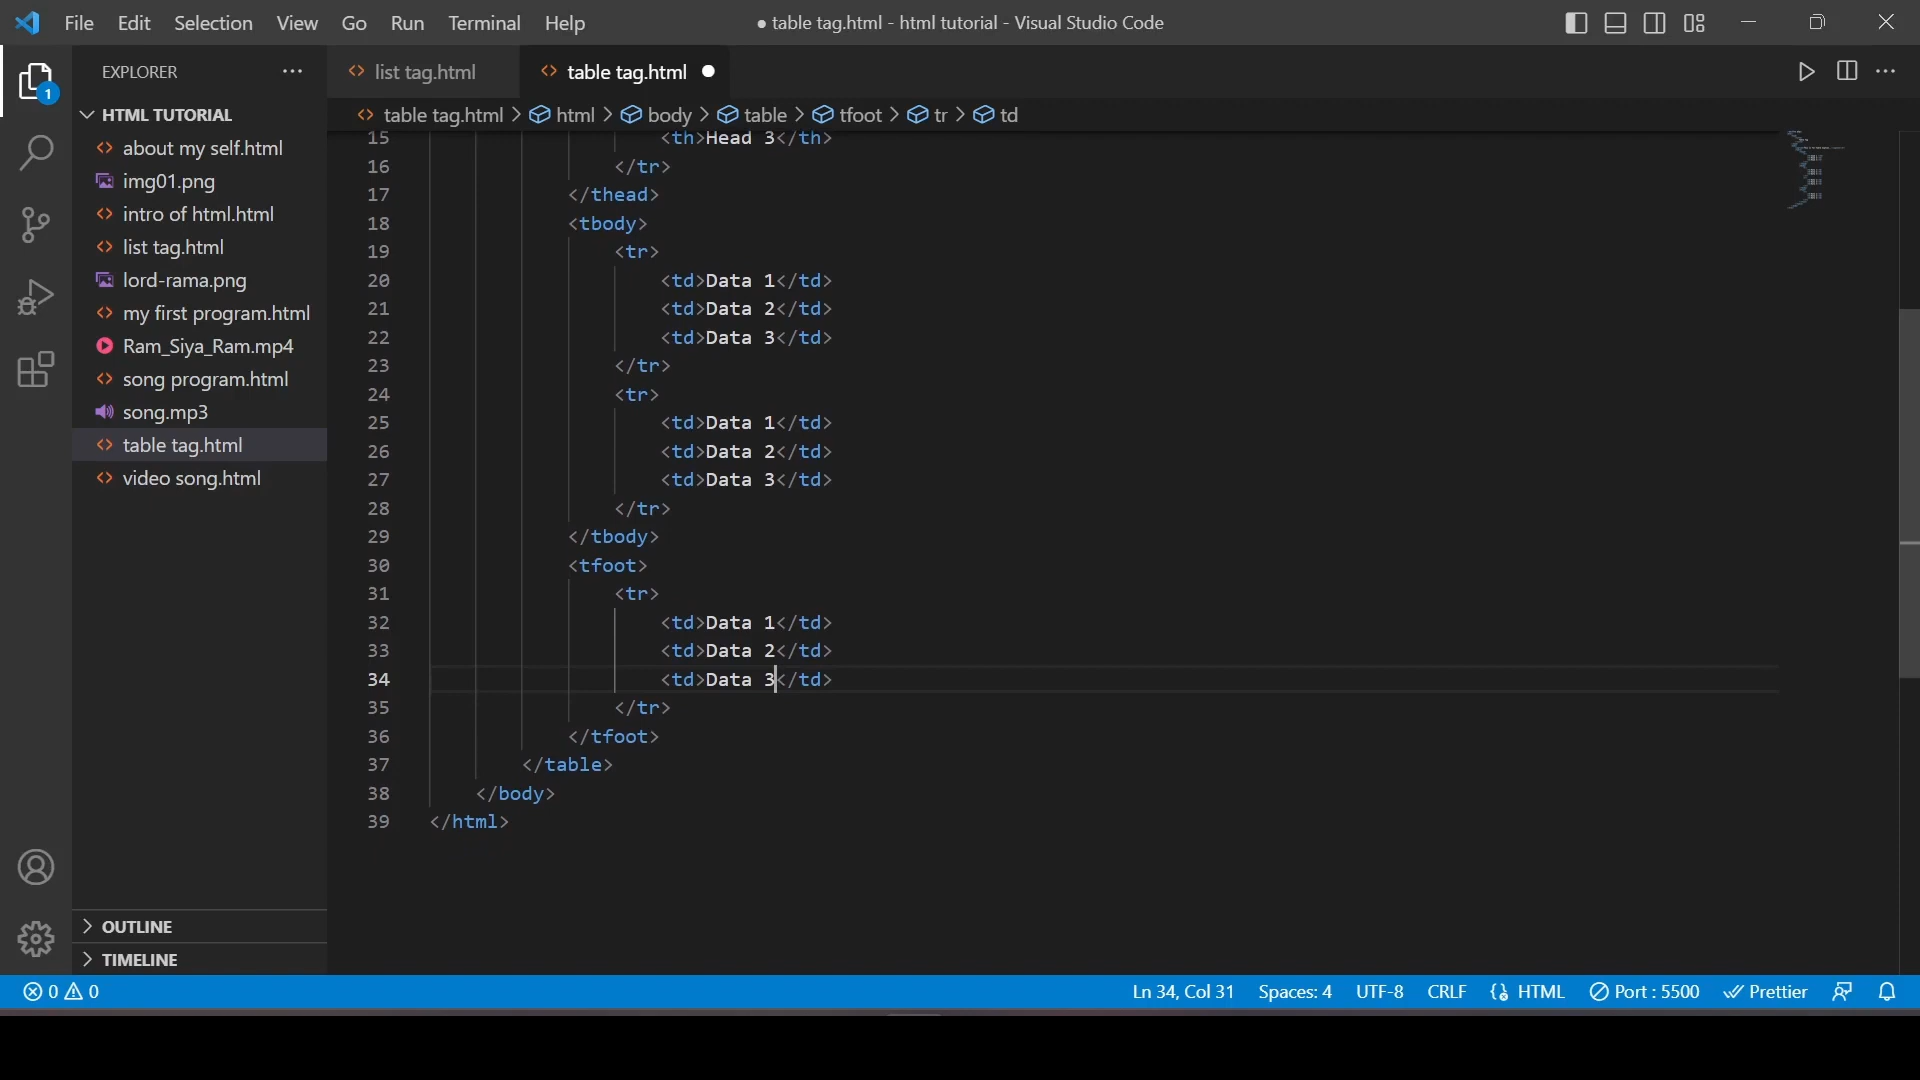 File Edit Selection View Go Run Terminal Help
● table tag.html - html tutorial - Visual Studio Code
EXPLORER
1
HTML TUTORIAL
about my self.html
img01.png
intro of html.html
list tag.html
lord-rama.png
my first program.html
Ram_Siya_Ram.mp4
song program.html
song.mp3
table tag.html
video song.html
OUTLINE
TIMELINE
list tag.html table tag.html
table tag.html > html > body > table > tfoot > tr > td
15 <th>Head 3</th>
16 </tr>
17 </thead>
18 <tbody>
19 <tr>
20 <td>Data 1</td>
21 <td>Data 2</td>
22 <td>Data 3</td>
23 </tr>
24 <tr>
25 <td>Data 1</td>
26 <td>Data 2</td>
27 <td>Data 3</td>
28 </tr>
29 </tbody>
30 <tfoot>
31 <tr>
32 <td>Data 1</td>
33 <td>Data 2</td>
34 <td>Data 3</td>
35 </tr>
36 </tfoot>
37 </table>
38 </body>
39 </html>
0 0 Ln 34, Col 31 Spaces: 4 UTF-8 CRLF HTML Port : 5500 Prettier